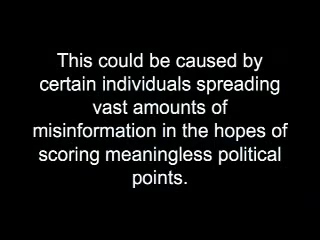 This could be caused by
certain individuals spreading
vast amounts of
misinformation in the hopes of
scoring meaningless political
points.